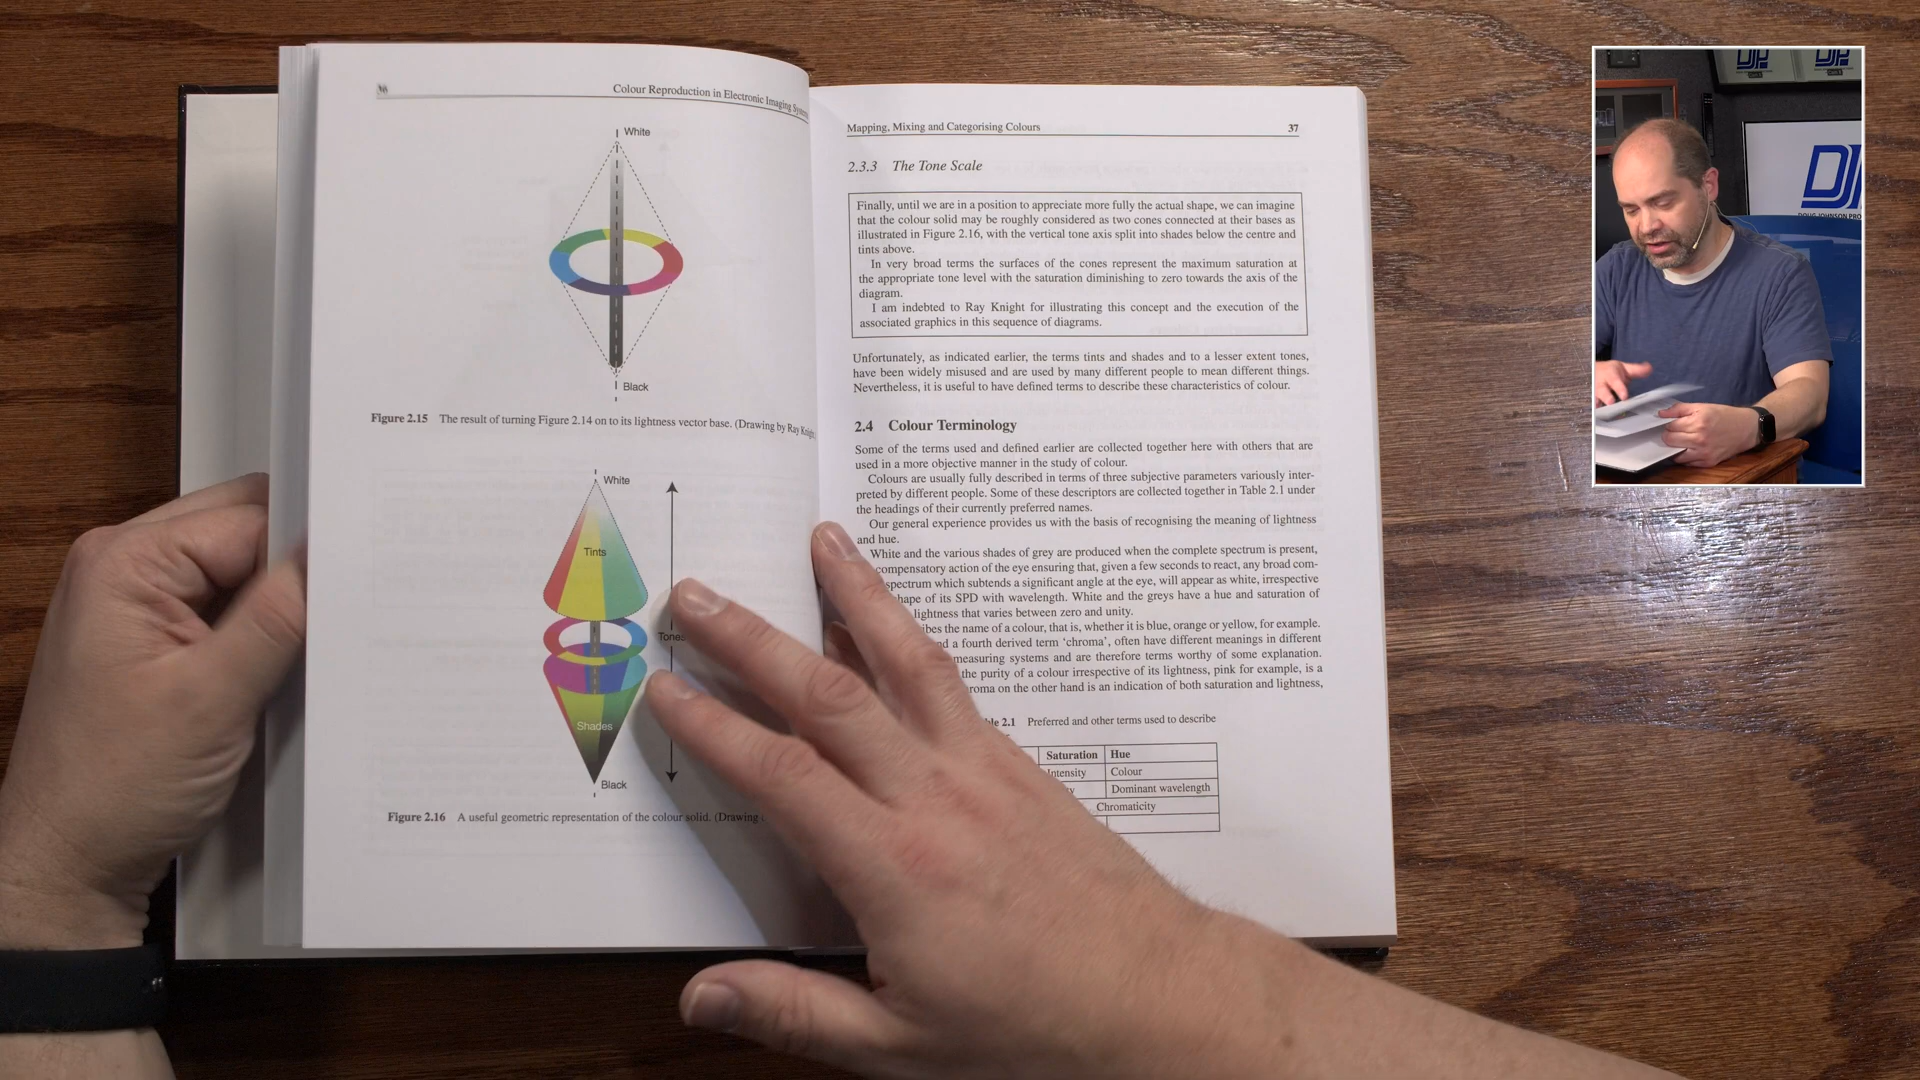 36
Colour Reproduction in Electronic Imaging
White
Black
Figure 2.15 The result of turning Figure 2.14 on to its lightness vector base. (Drawing by Ray
White
Tints
Tones
Shades
Black
Figure 2.16 A useful geometric representation of the colour solid. (Drawing
Mapping, Mixing and Categorising Colours 37
2.3.3 The Tone Scale
Finally, until we are in a position to appreciate more fully the actual shape, we can imagine
that the colour solid may be roughly considered as two cones connected at their bases as
illustrated in Figure 2.16, with the vertical tone axis split into shades below the centre and
tints above.
In very broad terms the surfaces of the cones represent the maximum saturation at
the appropriate tone level with the saturation diminishing to zero towards the axis of the
diagram.
I am indebted to Ray Knight for illustrating this concept and the execution of the
associated graphics in this sequence of diagrams.
Unfortunately, as indicated earlier, the terms tints and shades and to a lesser extent tones,
have been widely misused and are used by many different people to mean different things.
Nevertheless, it is useful to have defined terms to describe these characteristics of colour.
2.4 Colour Terminology
Some of the terms used and defined earlier are collected together here with others that are
used in a more objective manner in the study of colour.
Colours are usually fully described in terms of three subjective parameters variously inter-
preted by different people. Some of these descriptors are collected together in Table 2.1 under
the headings of their currently preferred names.
Our general experience provides us with the basis of recognising the meaning of lightness
and hue.
White and the various shades of grey are produced when the complete spectrum is present,
compensatory action of the eye ensuring that, given a few seconds to react, any broad com-
spectrum which subtends a significant angle at the eye, will appear as white, irrespective
of its SPD with wavelength. White and the greys have a hue and saturation of
lightness that varies between zero and unity.
the name of a colour, that is, whether it is blue, orange or yellow, for example.
a fourth derived term 'chroma', often have different meanings in different
measuring systems and are therefore terms worthy of some explanation.
the purity of a colour irrespective of its lightness, pink for example, is a
on the other hand is an indication of both saturation and lightness,
2.1 Preferred and other terms used to describe
Saturation Hue
Intensity Colour
Dominant wavelength
Chromaticity
DJP